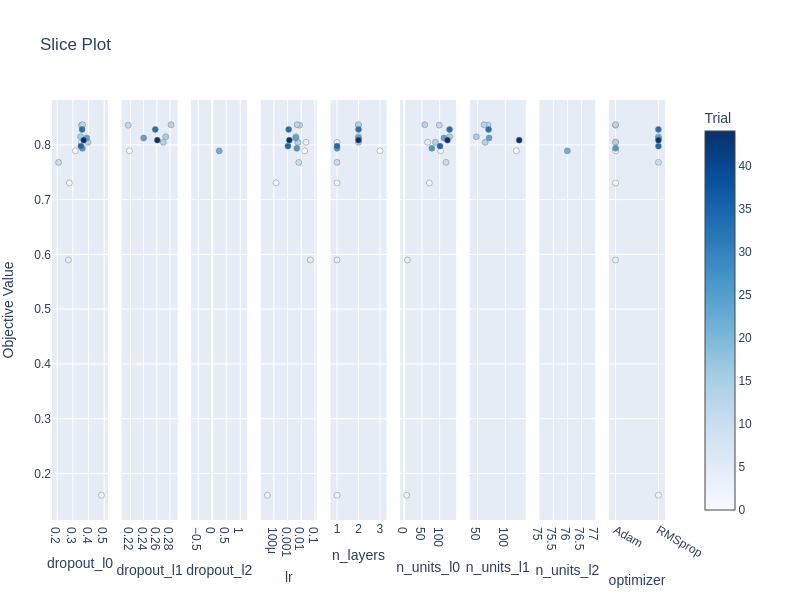 Slice Plot
Objective Value
0.8
0.7
0.6
0.5
0.4
0.3
0.2
0.2 0.3 0.4 0.5
dropout_l0
0.22 0.24 0.26 0.28
dropout_l1
−0.5 0 0.5 1
dropout_l2
100μ 0.001 0.01 0.1
lr
1 2 3
n_layers
0 50 100
n_units_l0
50 100
n_units_l1
75 75.5 76 76.5 77
n_units_l2
Adam RMSprop
optimizer
Trial
40
35
30
25
20
15
10
5
0